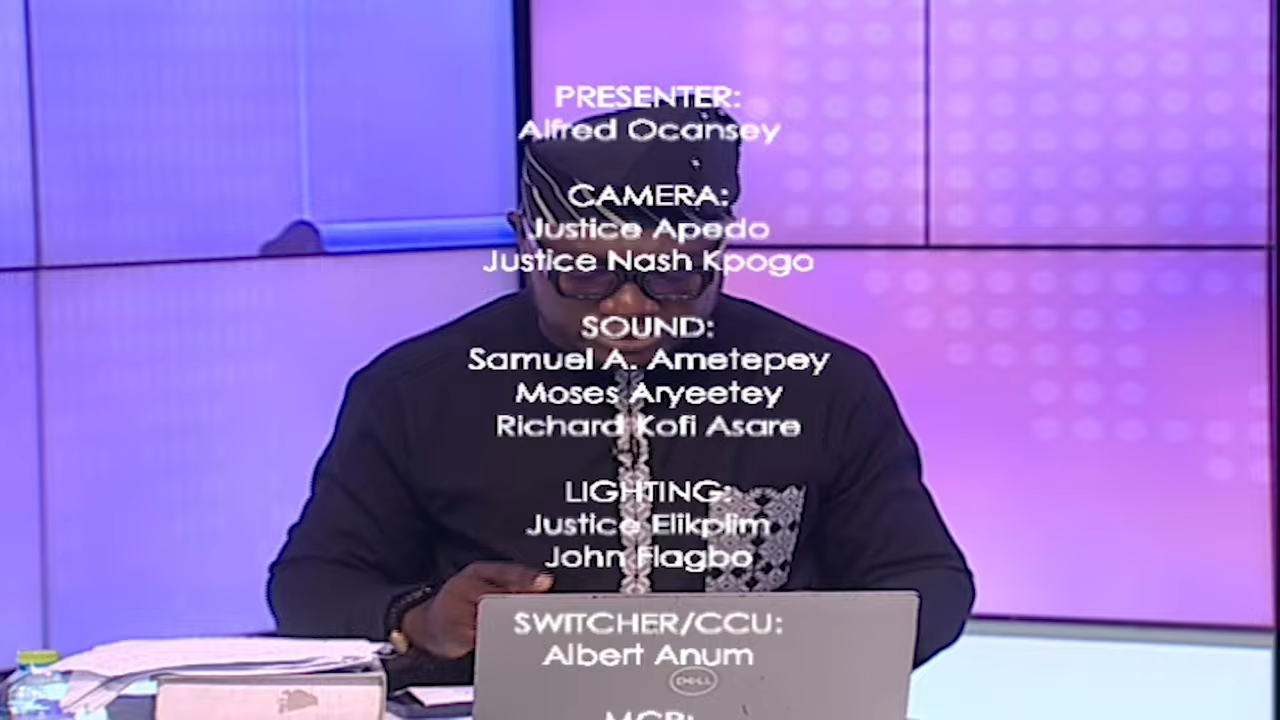 PRESENTER:
Alfred Ocansey
CAMERA:
Justice Apedo
Justice Nash Kpogo
SOUND:
Samuel A. Ametepey
Moses Aryeetey
Richard Kofi Asare
LIGHTING:
Justice Elikplim
John Flagbo
SWITCHER/CCU:
Albert Anum
DELL